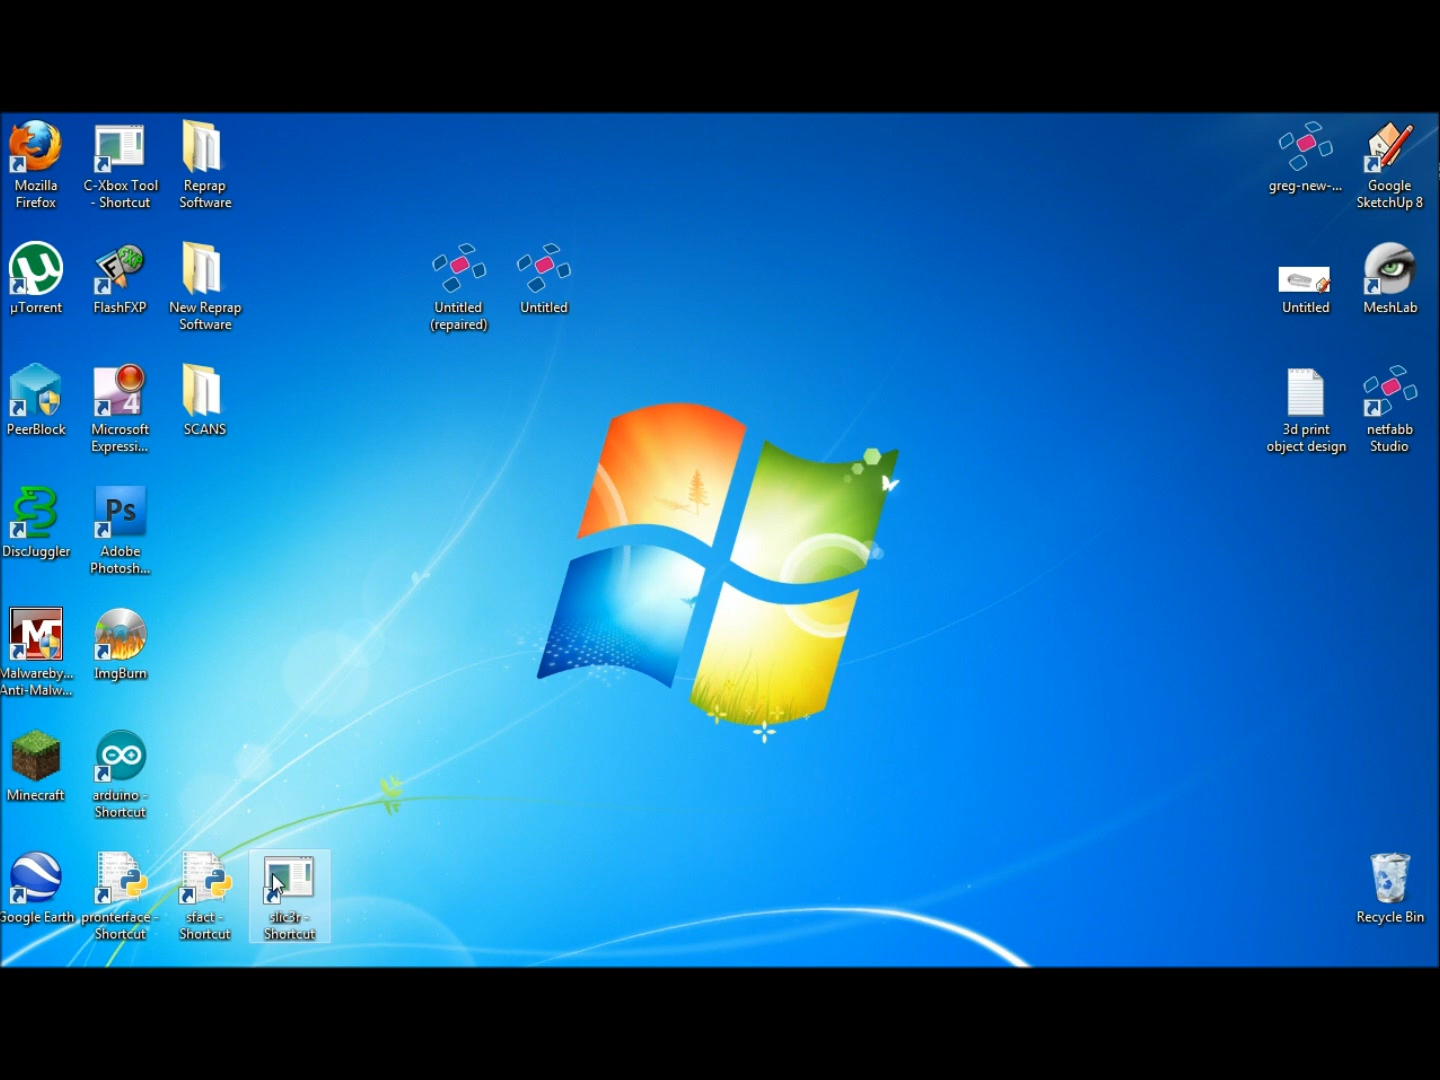 Mozilla
Firefox
C-Xbox Tool
- Shortcut
Reprap
Software
greg-new-...
Google
SketchUp 8
µTorrent
FlashFXP
New Reprap
Software
Untitled
(repaired)
Untitled
Untitled
MeshLab
PeerBlock
4
Microsoft
Expressi...
SCANS
3d print
object design
netfabb
Studio
DiscJuggler
Ps
Adobe
Photosh...
M
Malwareby...
Anti-Malw...
ImgBurn
Minecraft
arduino -
Shortcut
Google Earth
pronterface -
Shortcut
sfact -
Shortcut
slic3r -
Shortcut
Recycle Bin